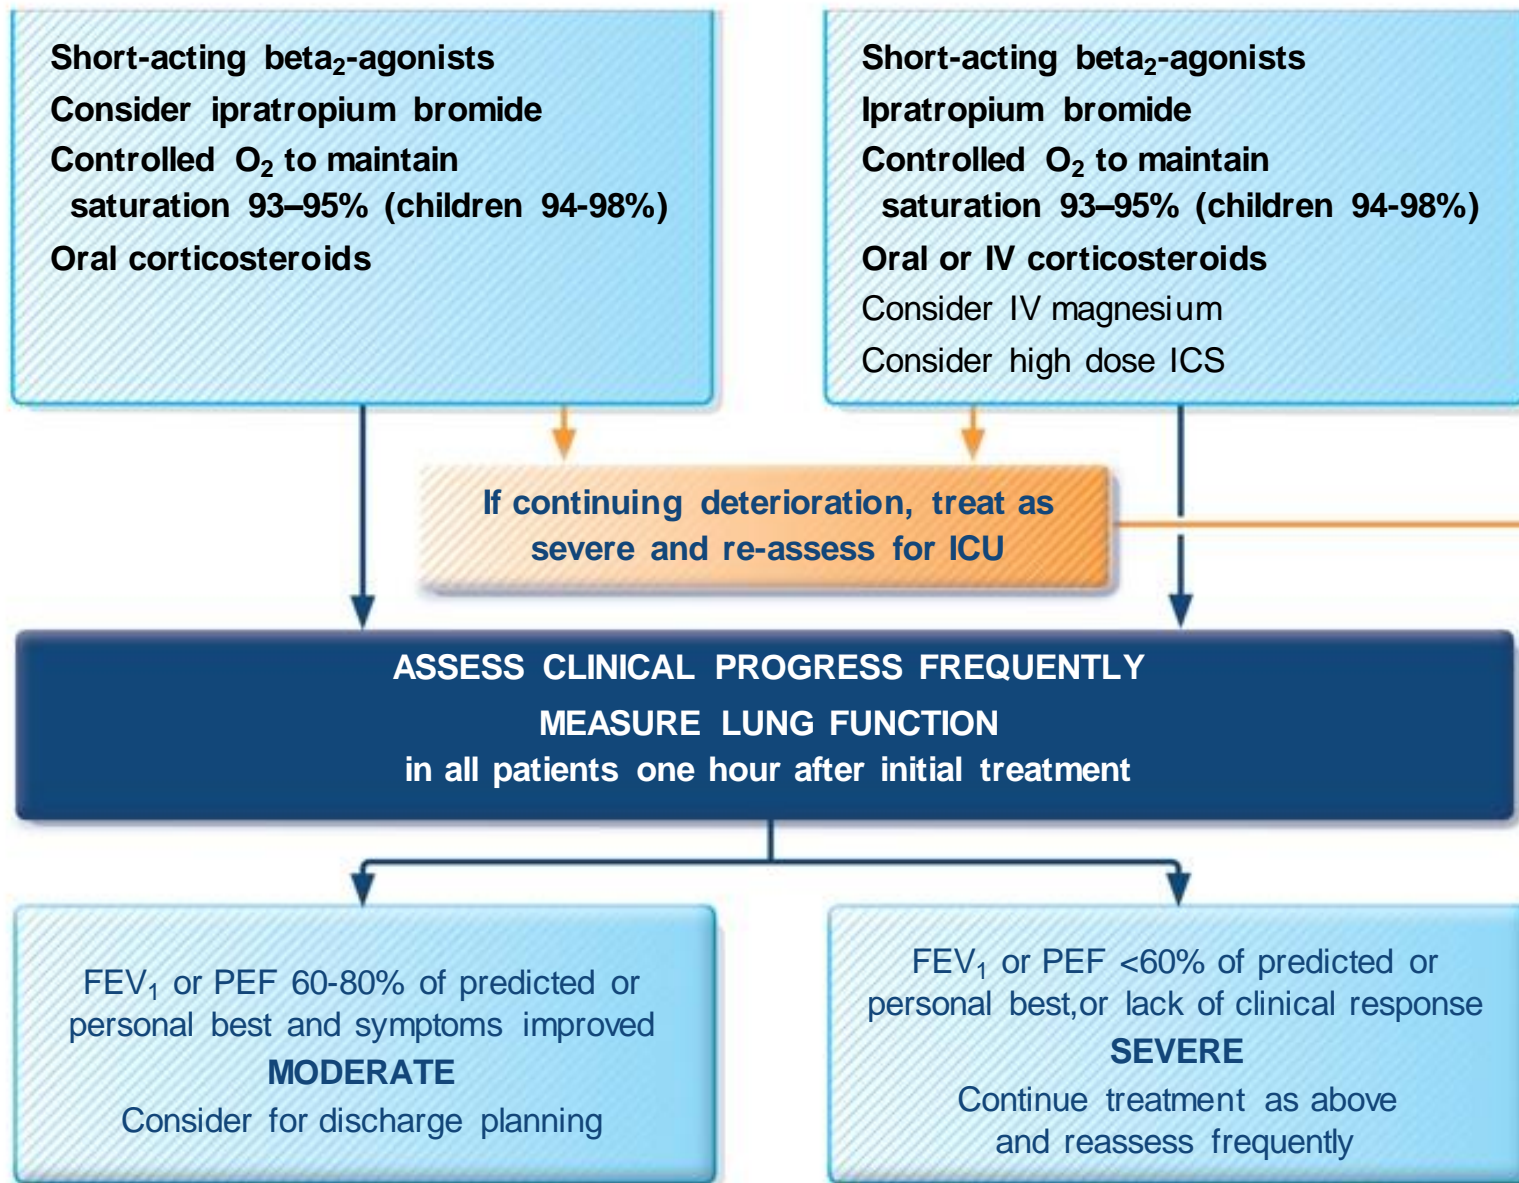 Short-acting beta₂-agonists
Consider ipratropium bromide
Controlled O₂ to maintain
saturation 93–95% (children 94-98%)
Oral corticosteroids
Short-acting beta₂-agonists
Ipratropium bromide
Controlled O₂ to maintain
saturation 93–95% (children 94-98%)
Oral or IV corticosteroids
Consider IV magnesium
Consider high dose ICS
If continuing deterioration, treat as
severe and re-assess for ICU
ASSESS CLINICAL PROGRESS FREQUENTLY
MEASURE LUNG FUNCTION
in all patients one hour after initial treatment
FEV₁ or PEF 60-80% of predicted or
personal best and symptoms improved
MODERATE
Consider for discharge planning
FEV₁ or PEF <60% of predicted or
personal best,or lack of clinical response
SEVERE
Continue treatment as above
and reassess frequently